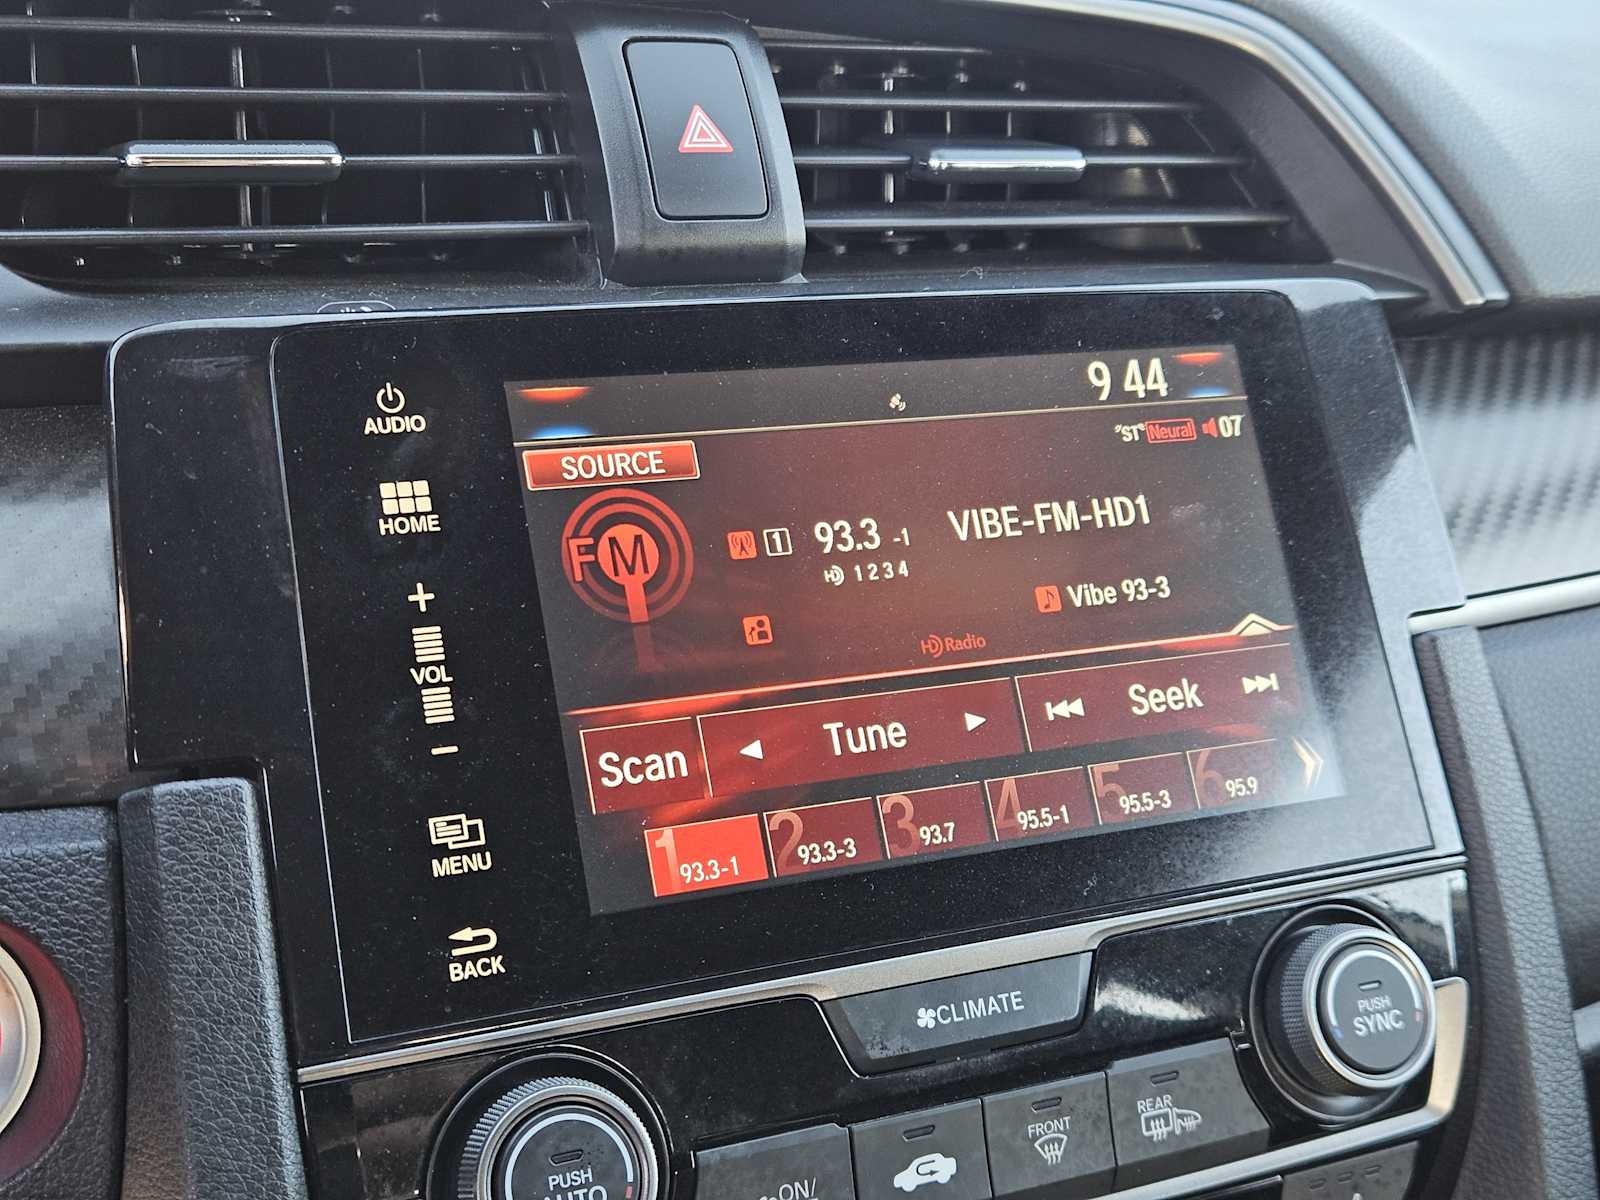 AUDIO
HOME
+
VOL
-
MENU
BACK
9 44
ST Neural 07
SOURCE
FM
1 93.3 -1 VIBE-FM-HD1
HD 1 2 3 4
Vibe 93-3
HD Radio
Scan Tune Seek
1 93.3-1
2 93.3-3
3 93.7
4 95.5-1
5 95.5-3
6 95.9
CLIMATE
PUSH
SYNC
PUSH
AUTO
ON/
FRONT
REAR